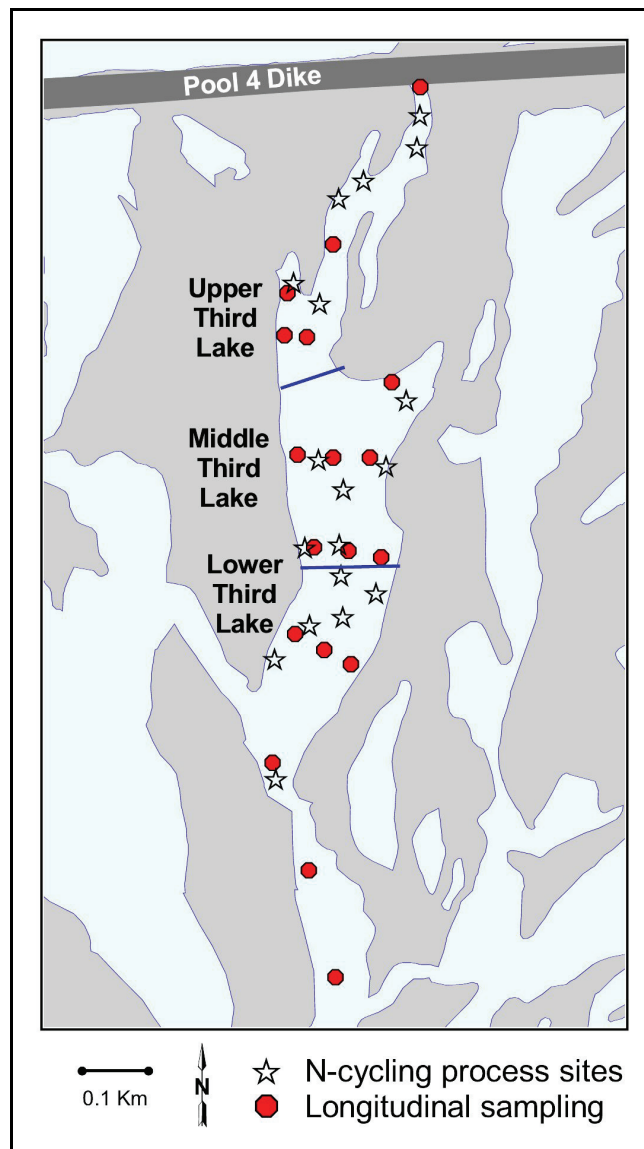 Pool 4 Dike
Upper
Third
Lake
Middle
Third
Lake
Lower
Third
Lake
0.1 Km
N
N-cycling process sites
Longitudinal sampling